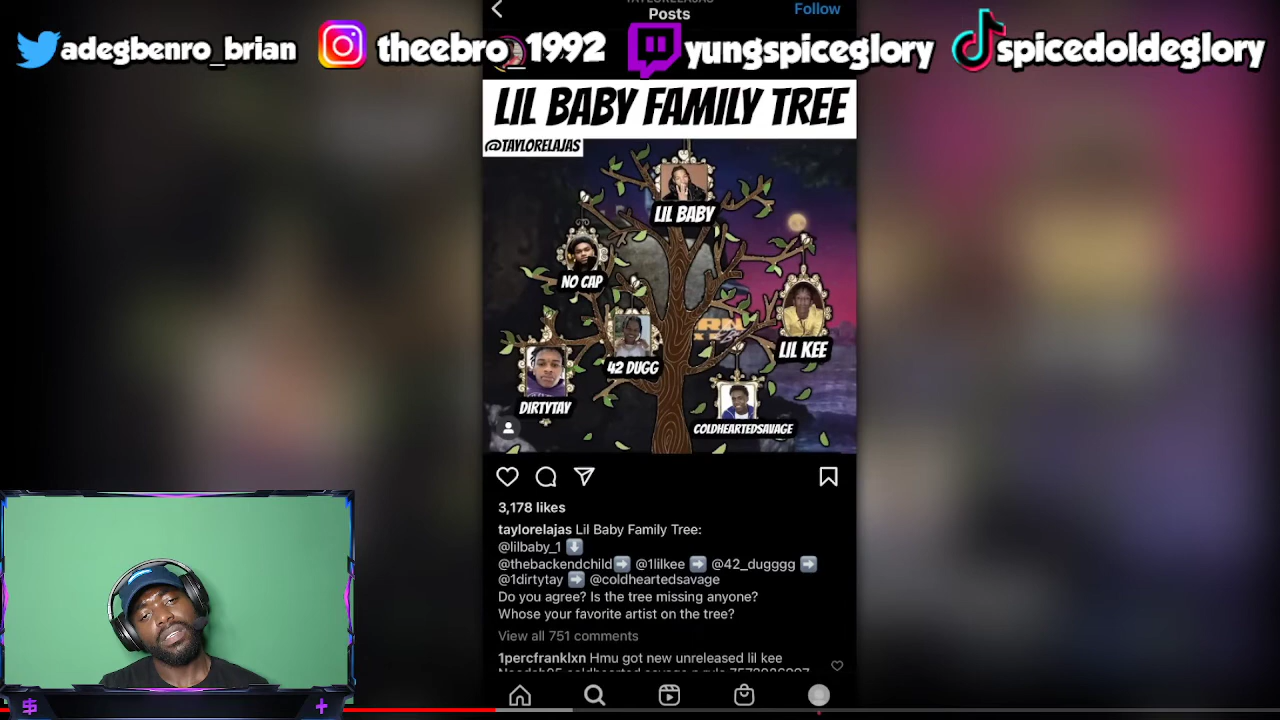 TAYLORELAJAS
Posts
Follow
adegbenro_brian
theebro_1992
yungspiceglory
spicedoldeglory
LIL BABY FAMILY TREE
@TAYLORELAJAS
LIL BABY
NO CAP
LIL KEE
42 DUGG
DIRTYTAY
COLDHEARTEDSAVAGE
3,178 likes
taylorelajas Lil Baby Family Tree:
@lilbaby_1 ⬇️
@thebackendchild➡️ @1lilkee ➡️ @42_dugggg ➡️
@1dirtytay ➡️ @coldheartedsavage
Do you agree? Is the tree missing anyone?
Whose your favorite artist on the tree?
View all 751 comments
1percfranklxn Hmu got new unreleased lil kee